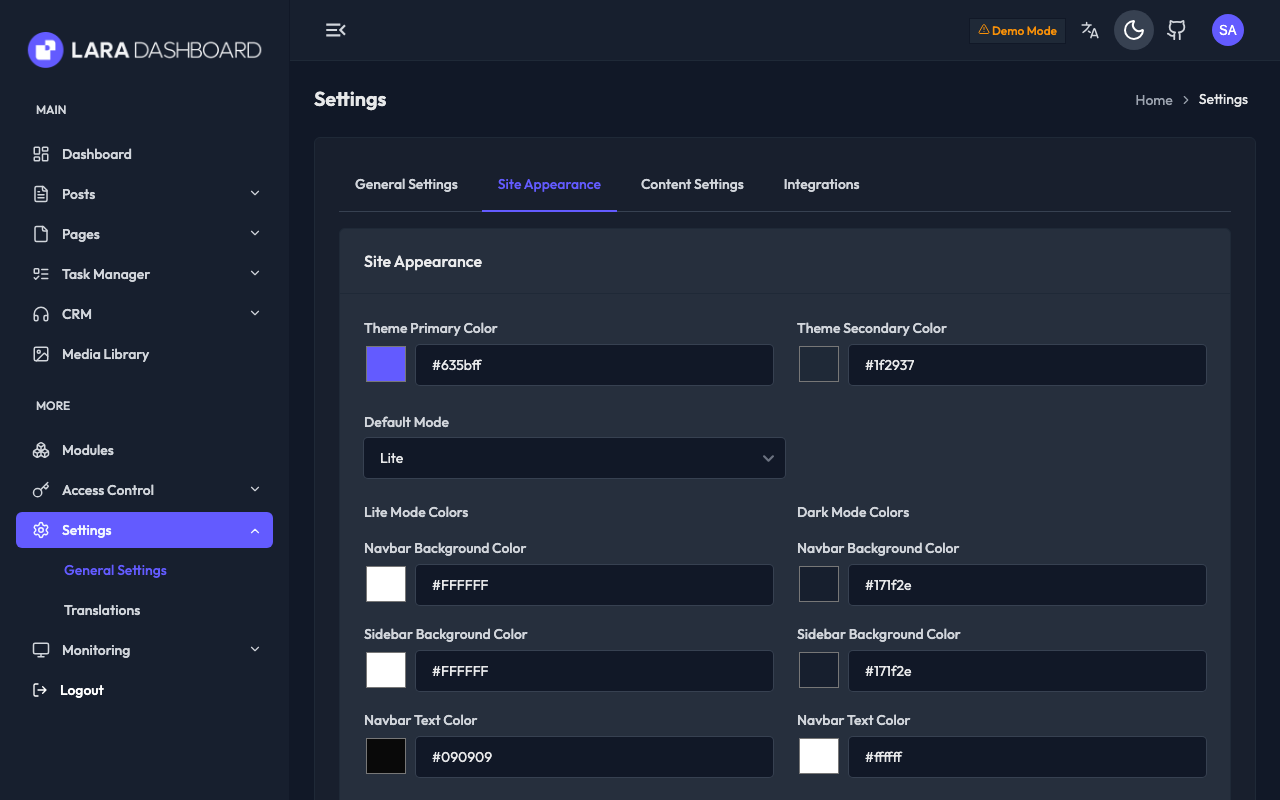 LARA DASHBOARD
Demo Mode
SA
MAIN
Dashboard
Posts
Pages
Task Manager
CRM
Media Library
MORE
Modules
Access Control
Settings
General Settings
Translations
Monitoring
Logout
Settings
Home > Settings
General Settings
Site Appearance
Content Settings
Integrations
Site Appearance
Theme Primary Color
#635bff
Theme Secondary Color
#1f2937
Default Mode
Lite
Lite Mode Colors
Dark Mode Colors
Navbar Background Color
#FFFFFF
Navbar Background Color
#171f2e
Sidebar Background Color
#FFFFFF
Sidebar Background Color
#171f2e
Navbar Text Color
#090909
Navbar Text Color
#ffffff